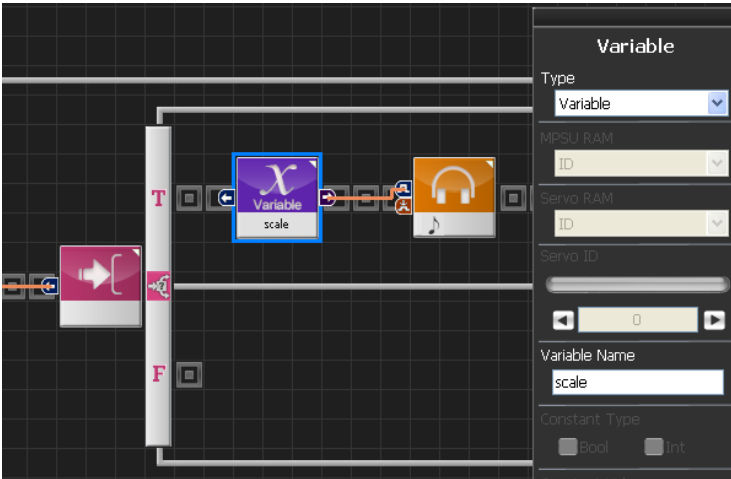 T
Variable
scale
F
Variable
Type
Variable
MPSU RAM
ID
Servo RAM
ID
Servo ID
0
Variable Name
scale
Constant Type
Bool Int